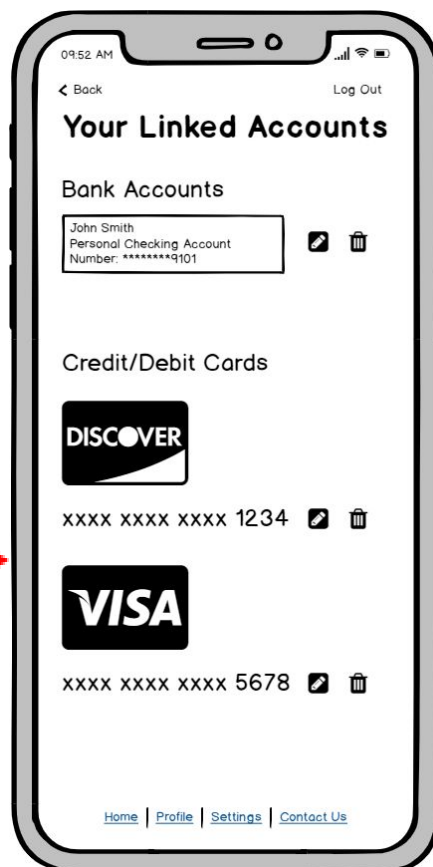 09:52 AM
Back Log Out
Your Linked Accounts
Bank Accounts
John Smith
Personal Checking Account
Number: ********9101
Credit/Debit Cards
DISCOVER
xxxx xxxx xxxx 1234
VISA
xxxx xxxx xxxx 5678
Home | Profile | Settings | Contact Us